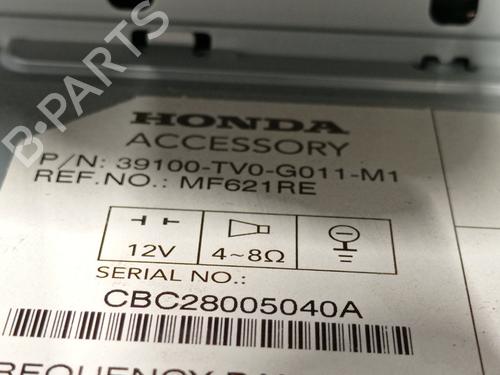 B-PARTS
HONDA
ACCESSORY
P/N: 39100-TV0-G011-M1
REF.NO.: MF621RE
12V
4~8Ω
SERIAL NO.:
CBC28005040A